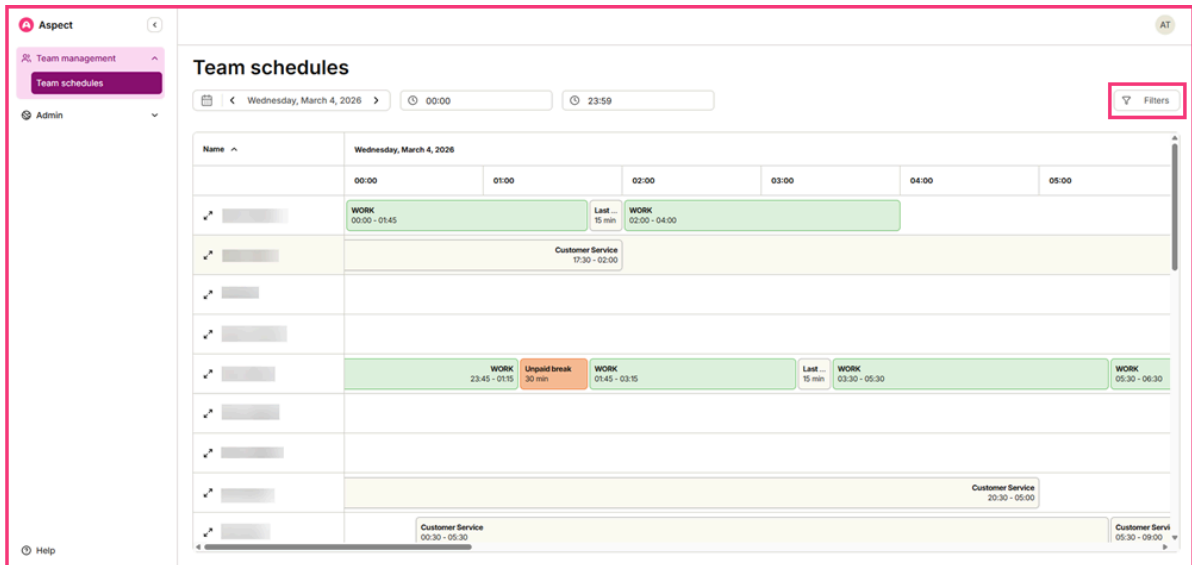 Aspect
AT
Team management
Team schedules
Admin
Help
Team schedules
Wednesday, March 4, 2026
00:00
23:59
Filters
Name
Wednesday, March 4, 2026
00:00 01:00 02:00 03:00 04:00 05:00
WORK
00:00 - 01:45
Last ...
15 min
WORK
02:00 - 04:00
Customer Service
17:30 - 02:00
WORK
23:45 - 01:15
Unpaid break
30 min
WORK
01:45 - 03:15
Last ...
15 min
WORK
03:30 - 05:30
WORK
05:30 - 06:30
Customer Service
20:30 - 05:00
Customer Service
00:30 - 05:30
Customer Servi
05:30 - 09:00